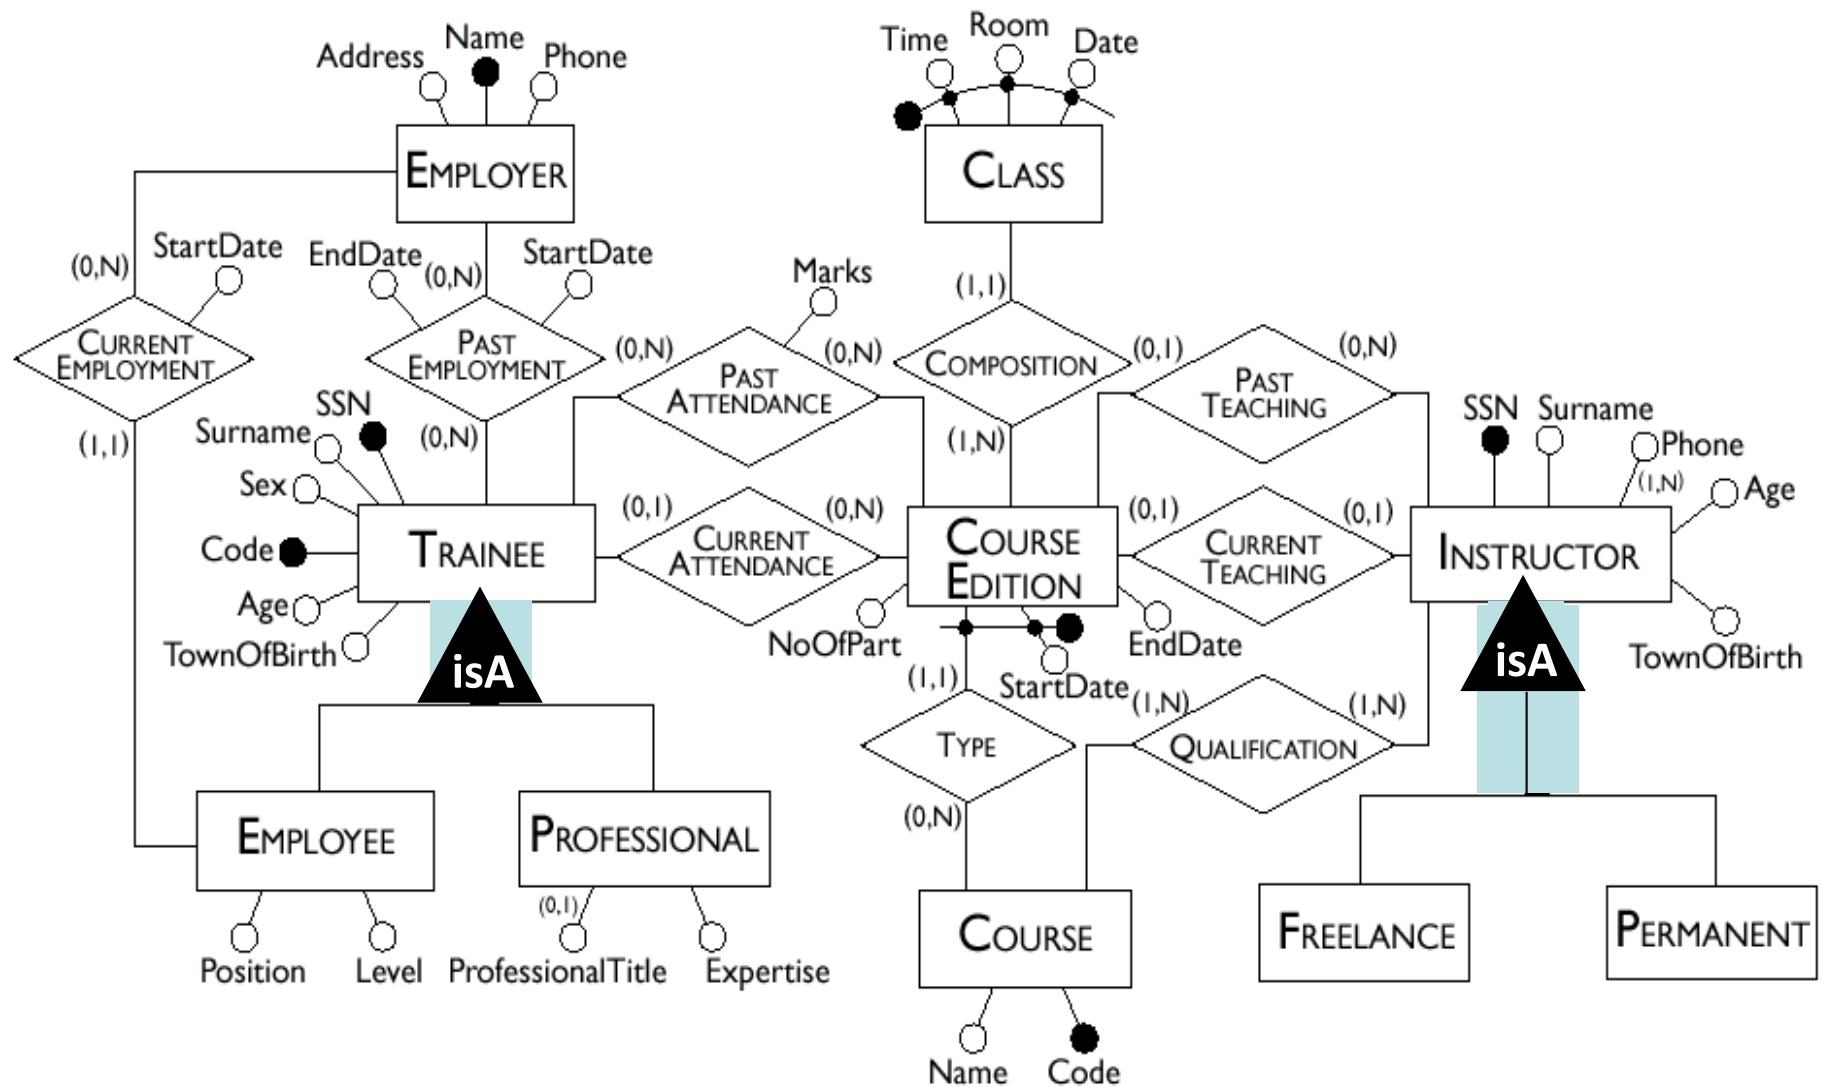 Name
Address
Phone
EMPLOYER
Time
Room
Date
CLASS
(0,N)
StartDate
EndDate
(0,N)
StartDate
CURRENT
EMPLOYMENT
(1,1)
PAST
EMPLOYMENT
(0,N)
Marks
(0,N)
(0,N)
PAST
ATTENDANCE
(1,1)
COMPOSITION
(1,N)
(0,1)
(0,N)
PAST
TEACHING
SSN
Surname
Sex
Code
Age
TownOfBirth
TRAINEE
(0,1)
(0,N)
CURRENT
ATTENDANCE
COURSE
EDITION
NoOfPart
StartDate
EndDate
(0,1)
(0,1)
CURRENT
TEACHING
SSN
Surname
Phone
(1,N)
Age
TownOfBirth
INSTRUCTOR
isA
isA
(1,1)
TYPE
(0,N)
(1,N)
(1,N)
QUALIFICATION
EMPLOYEE
Position
Level
PROFESSIONAL
(0,1)
ProfessionalTitle
Expertise
COURSE
Name
Code
FREELANCE
PERMANENT